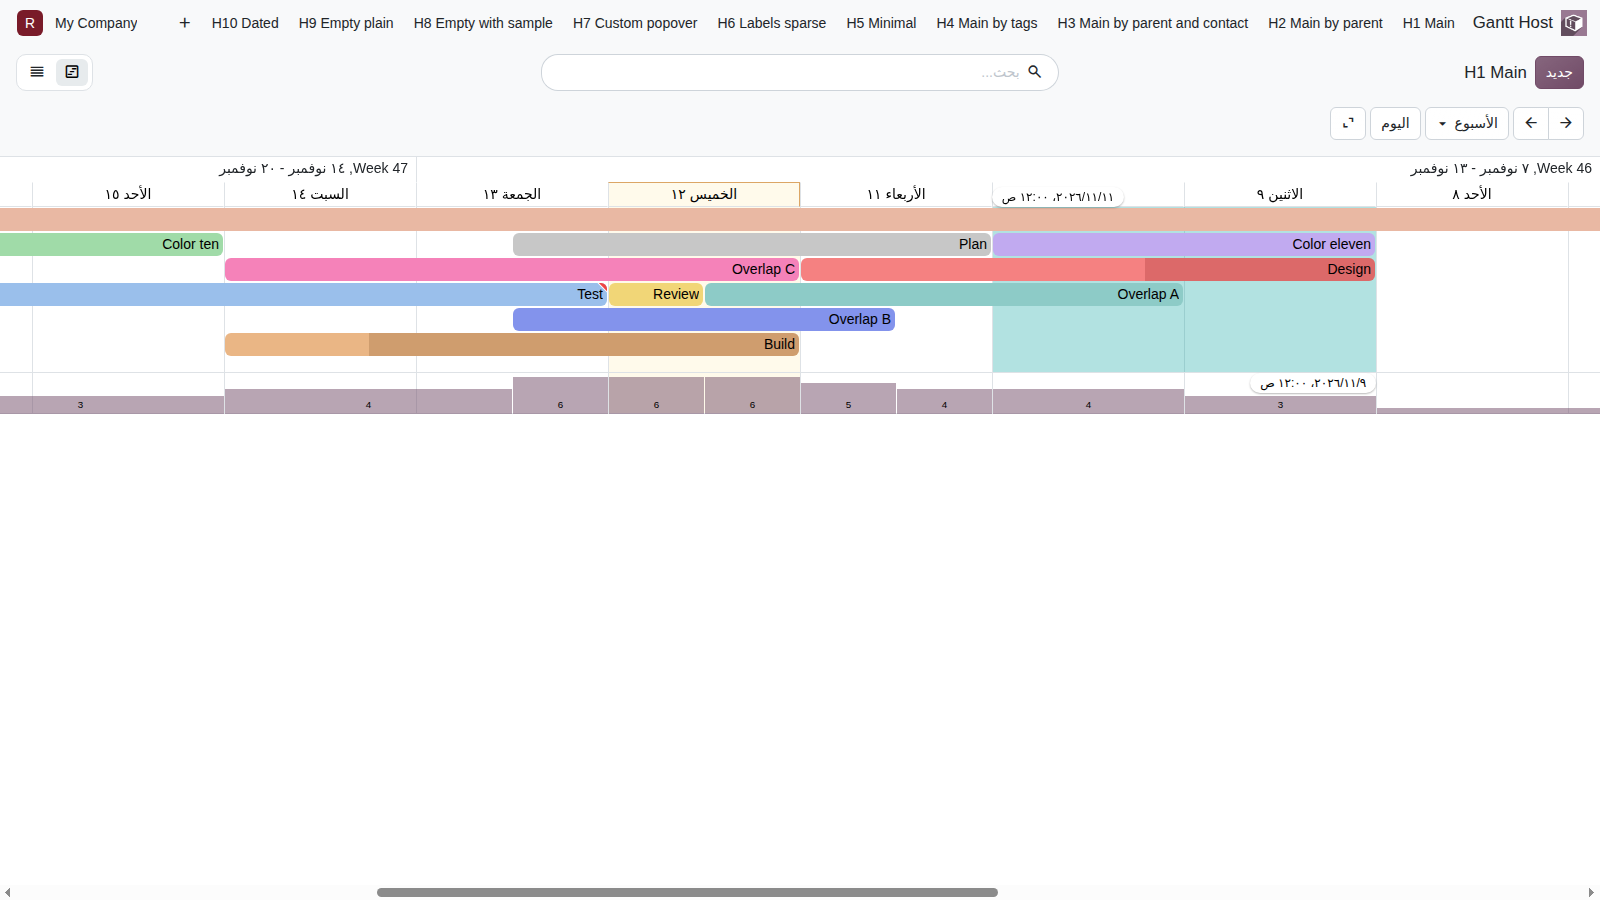 Gantt Host
H1 Main
H2 Main by parent
H3 Main by parent and contact
H4 Main by tags
H5 Minimal
H6 Labels sparse
H7 Custom popover
H8 Empty with sample
H9 Empty plain
H10 Dated
+
My Company
R
جديد
H1 Main
بحث...
الأسبوع
اليوم
Week 46, ٧ نوفمبر - ١٣ نوفمبر
Week 47, ١٤ نوفمبر - ٢٠ نوفمبر
الأحد ٨
الاثنين ٩
١١‏/١١‏/٢٠٢٦، ١٢:٠٠ ص
الأربعاء ١١
الخميس ١٢
الجمعة ١٣
السبت ١٤
الأحد ١٥
Color eleven
Plan
Color ten
Design
Overlap C
Overlap A
Review
Test
Overlap B
Build
٩‏/١١‏/٢٠٢٦، ١٢:٠٠ ص
3
4
4
5
6
6
6
4
3